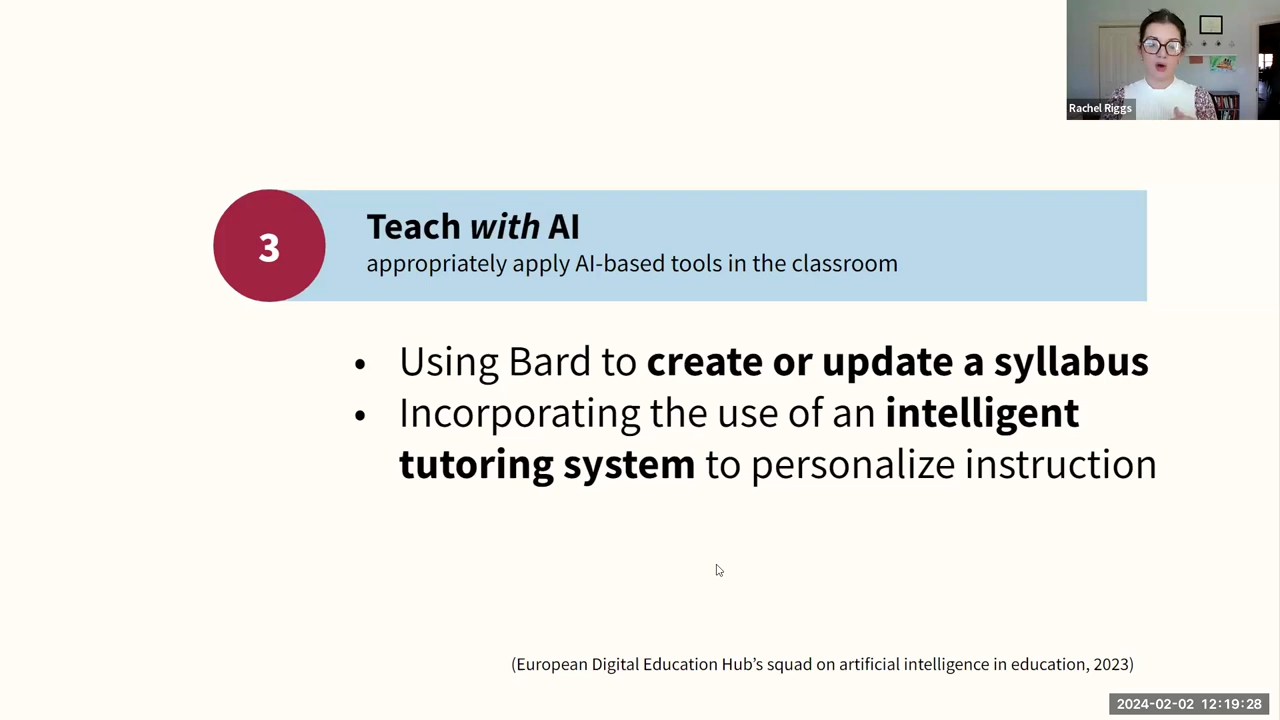 Rachel Riggs
3
Teach with AI
appropriately apply AI-based tools in the classroom
• Using Bard to create or update a syllabus
• Incorporating the use of an intelligent
tutoring system to personalize instruction
(European Digital Education Hub’s squad on artificial intelligence in education, 2023)
2024-02-02 12:19:28